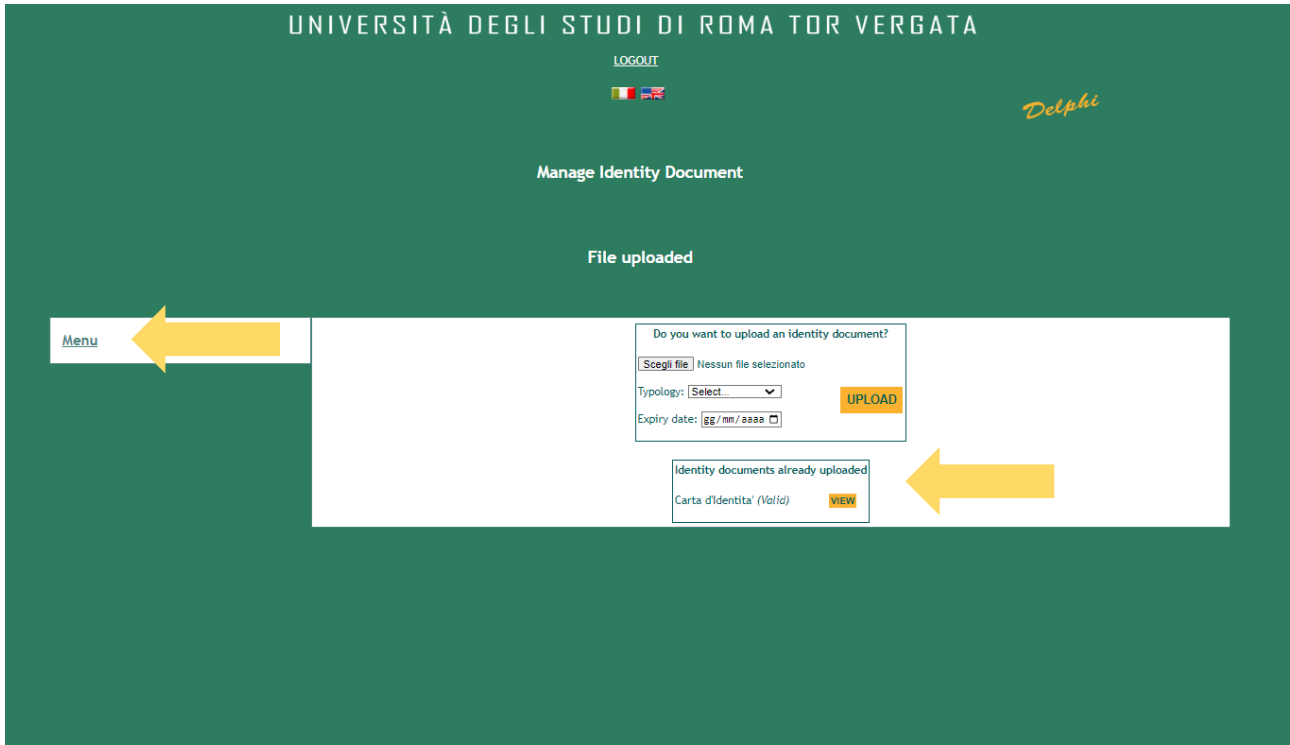 UNIVERSITÀ DEGLI STUDI DI ROMA TOR VERGATA
LOGOUT
Delphi
Manage Identity Document
File uploaded
Menu
Do you want to upload an identity document?
Scegli file Nessun file selezionato
Typology: Select...
UPLOAD
Expiry date: gg/mm/aaaa
Identity documents already uploaded
Carta d'Identita' (Valid) VIEW